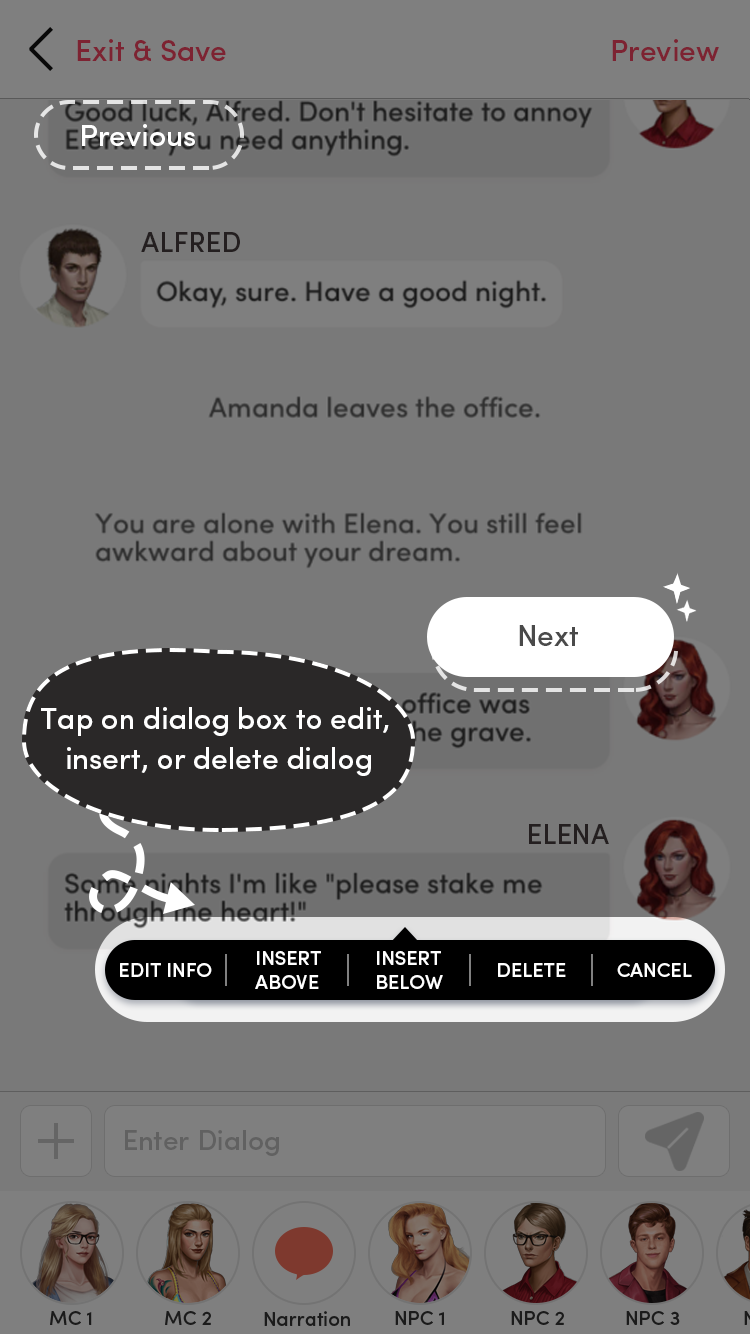 Exit & Save
Preview
Good luck, Alfred. Don't hesitate to annoy
Elena if you need anything.
Previous
ALFRED
Okay, sure. Have a good night.
Amanda leaves the office.
You are alone with Elena. You still feel
awkward about your dream.
Next
office was
the grave.
Tap on dialog box to edit,
insert, or delete dialog
ELENA
Some nights I'm like "please stake me
through the heart!"
EDIT INFO
INSERT
ABOVE
INSERT
BELOW
DELETE
CANCEL
Enter Dialog
MC 1
MC 2
Narration
NPC 1
NPC 2
NPC 3